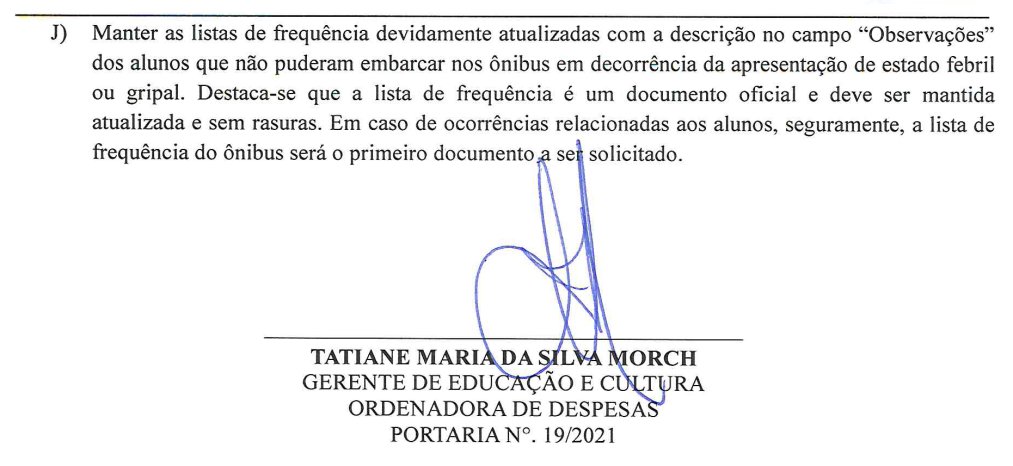 J) Manter as listas de frequência devidamente atualizadas com a descrição no campo “Observações”
dos alunos que não puderam embarcar nos ônibus em decorrência da apresentação de estado febril
ou gripal. Destaca-se que a lista de frequência é um documento oficial e deve ser mantida
atualizada e sem rasuras. Em caso de ocorrências relacionadas aos alunos, seguramente, a lista de
frequência do ônibus será o primeiro documento a ser solicitado.
TATIANE MARIA DA SILVA MORCH
GERENTE DE EDUCAÇÃO E CULTURA
ORDENADORA DE DESPESAS
PORTARIA N°. 19/2021